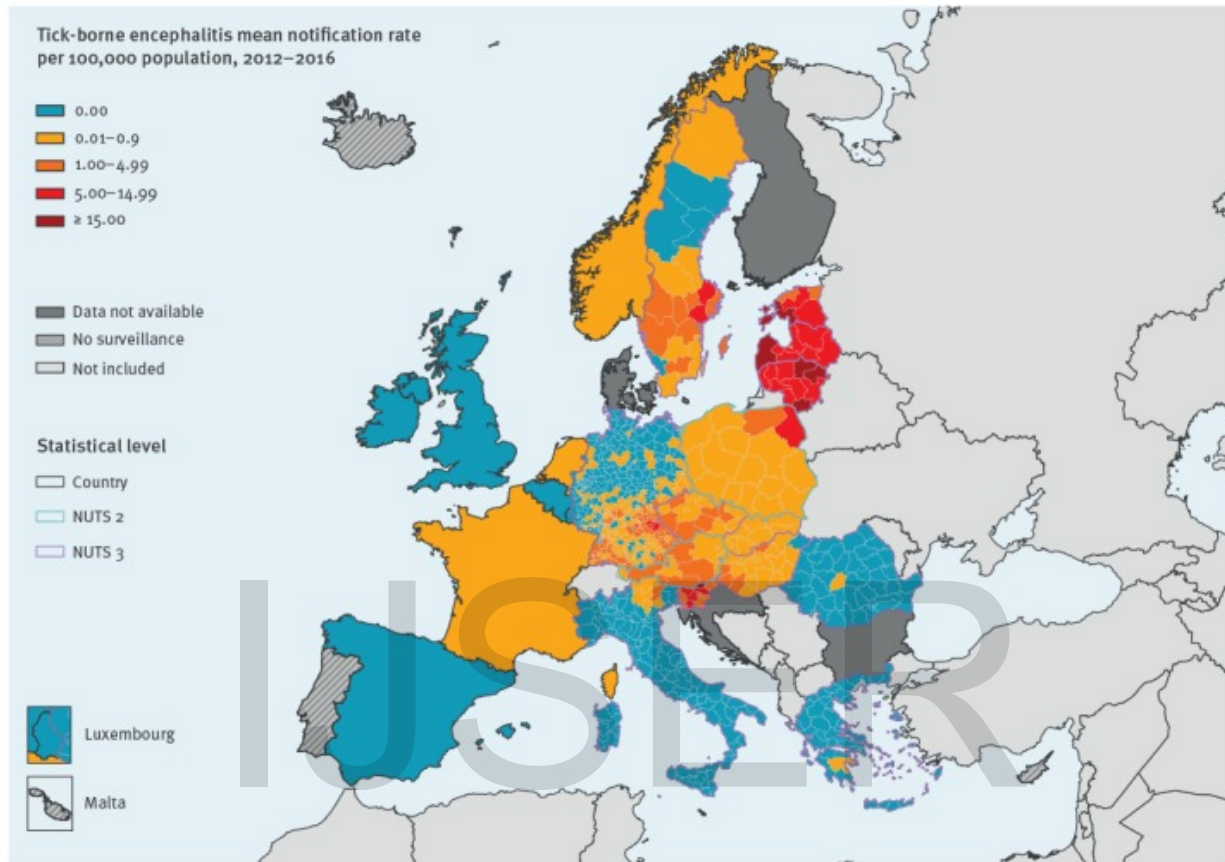 Tick-borne encephalitis mean notification rate
per 100,000 population, 2012–2016
0.00
0.01–0.9
1.00–4.99
5.00–14.99
≥ 15.00
Data not available
No surveillance
Not included
Statistical level
Country
NUTS 2
NUTS 3
Luxembourg
Malta
IJSER